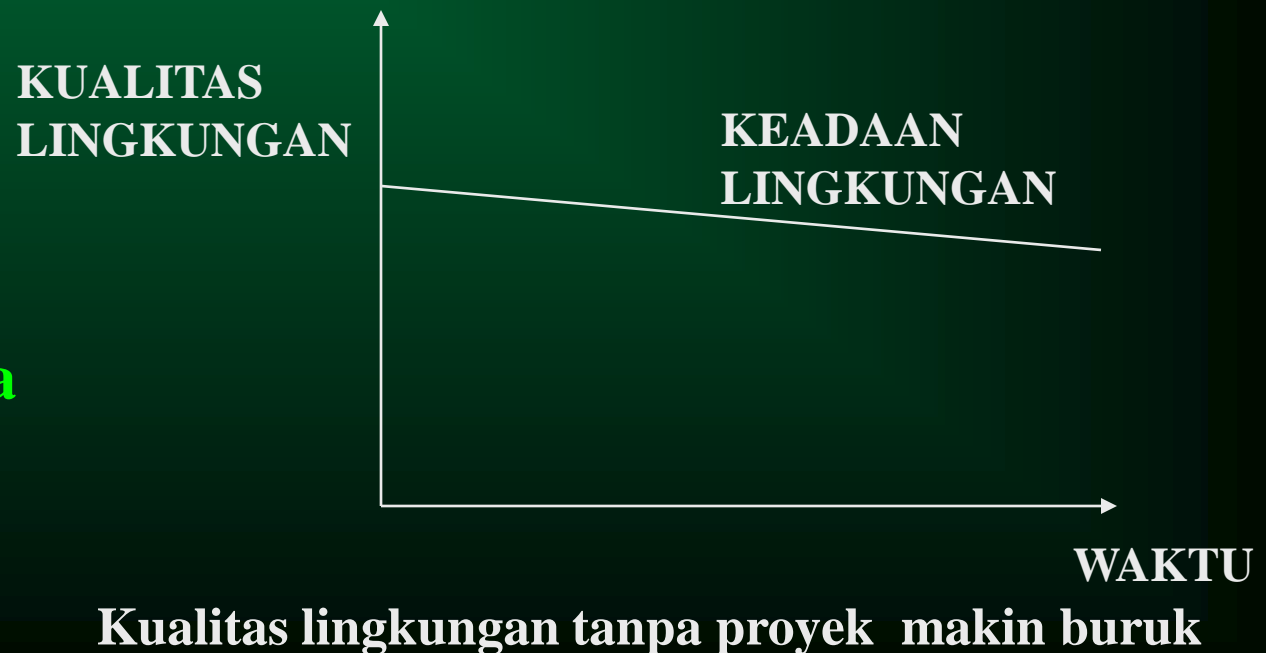 KUALITAS
LINGKUNGAN
KEADAAN
LINGKUNGAN
a
WAKTU
Kualitas lingkungan tanpa proyek  makin buruk